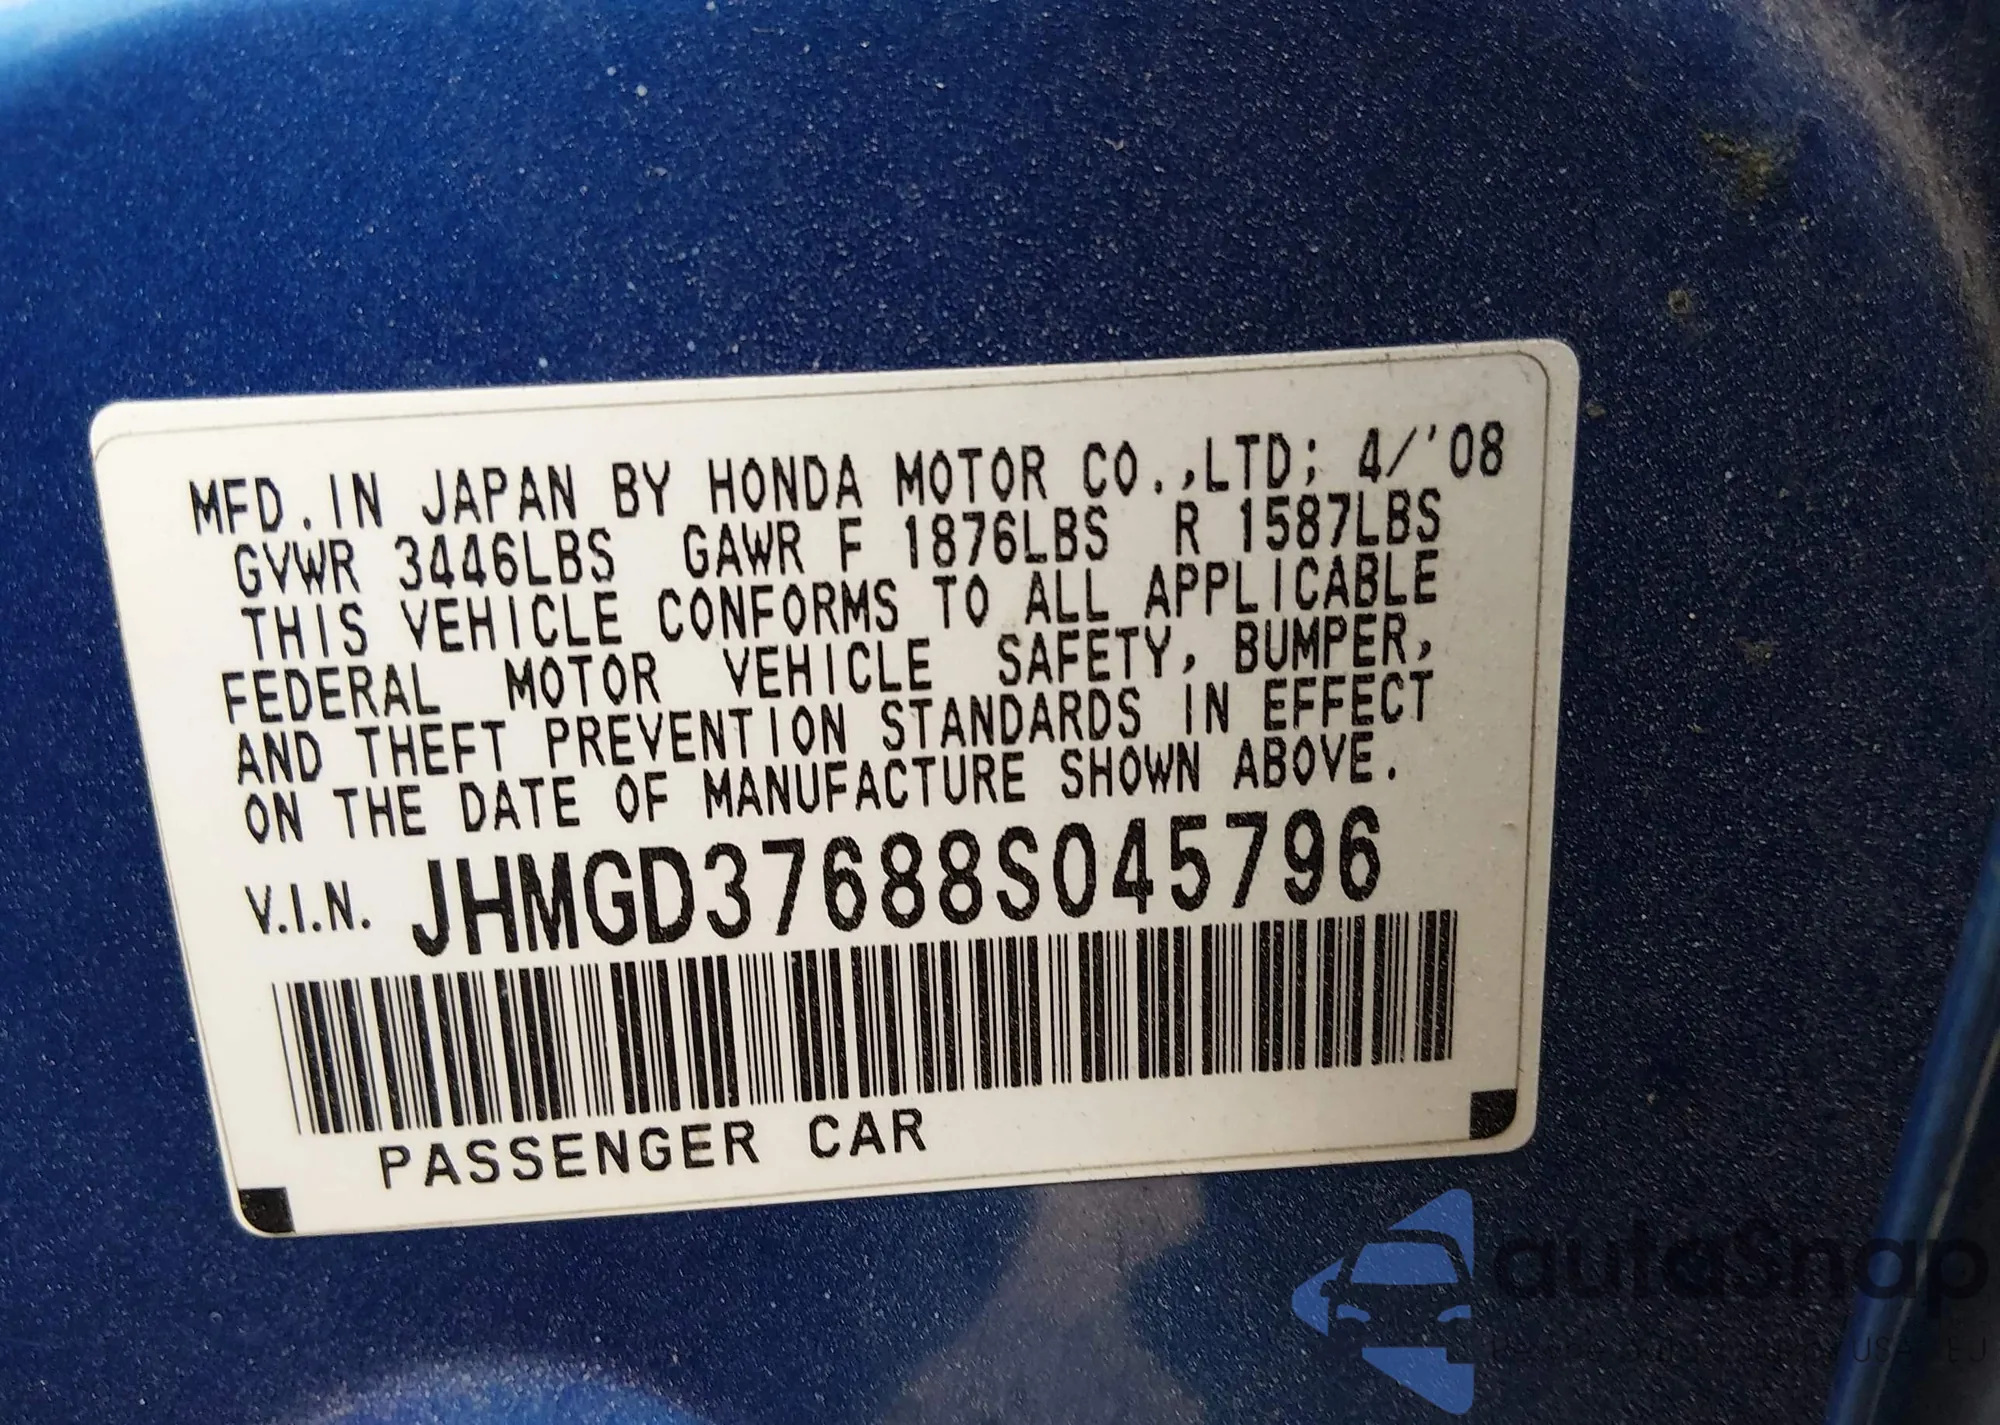 MFD. IN JAPAN BY HONDA MOTOR CO.,LTD; 4/'08
GVWR 3446LBS GAWR F 1876LBS R 1587LBS
THIS VEHICLE CONFORMS TO ALL APPLICABLE
FEDERAL MOTOR VEHICLE SAFETY, BUMPER,
AND THEFT PREVENTION STANDARDS IN EFFECT
ON THE DATE OF MANUFACTURE SHOWN ABOVE.
V.I.N. JHMGD37688S045796
PASSENGER CAR
autoSnap